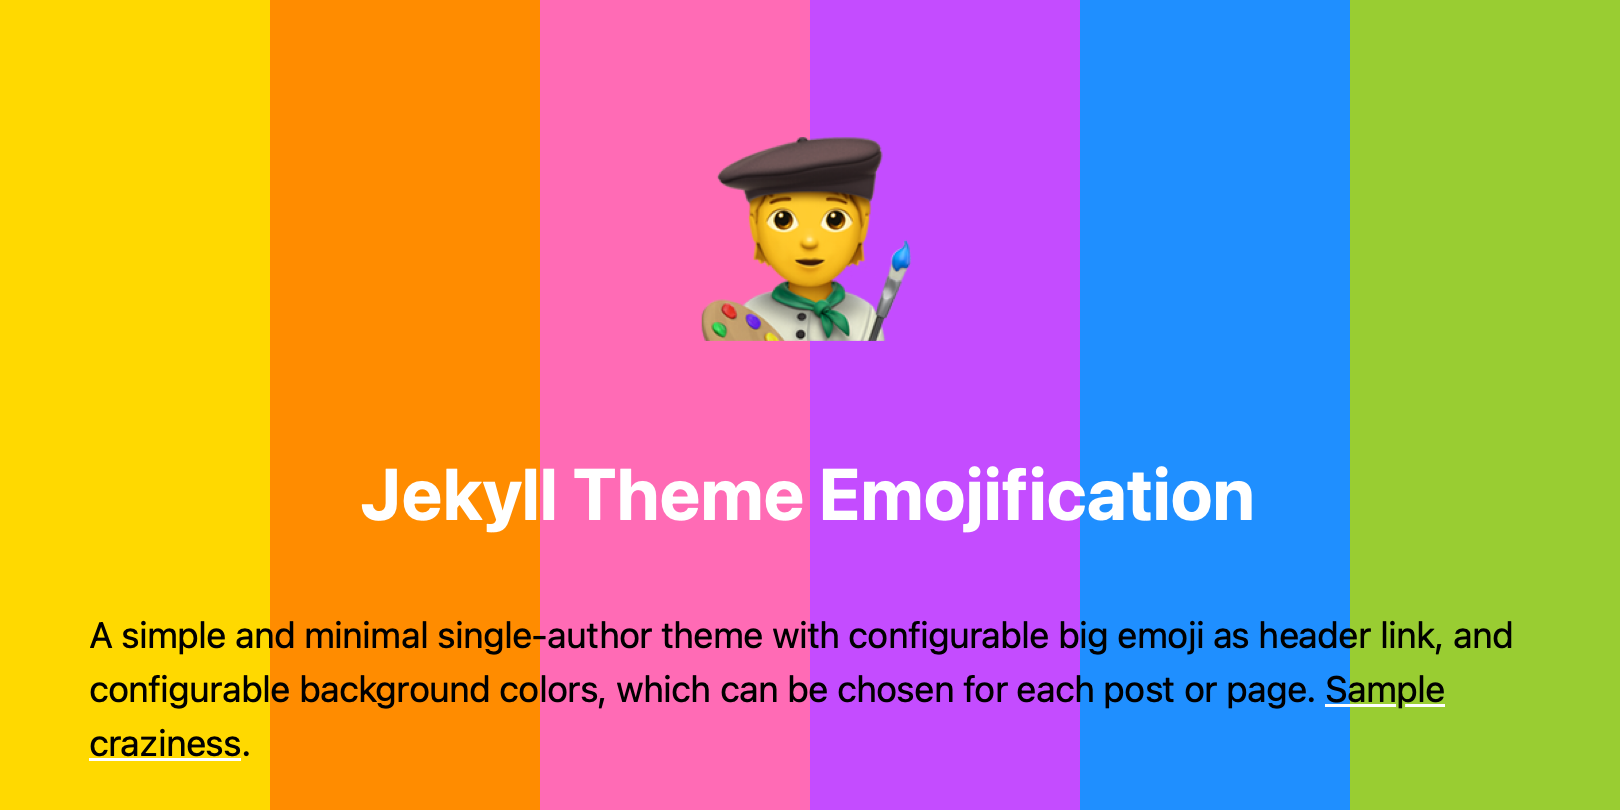 Jekyll Theme Emojification
A simple and minimal single-author theme with configurable big emoji as header link, and
configurable background colors, which can be chosen for each post or page. Sample
craziness.